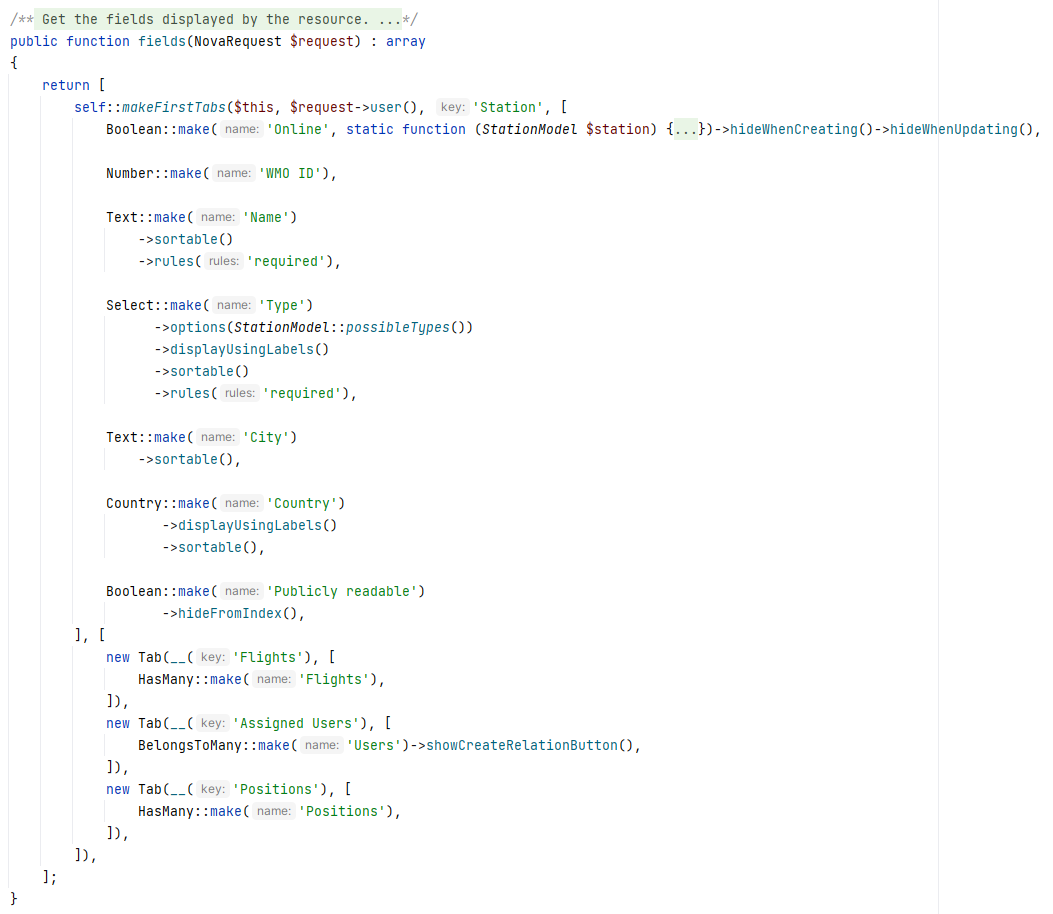 /** Get the fields displayed by the resource. ...*/
public function fields(NovaRequest $request) : array
{
    return [
        self::makeFirstTabs($this, $request->user(), key: 'Station', [
            Boolean::make( name: 'Online', static function (StationModel $station) {...})->hideWhenCreating()->hideWhenUpdating(),

            Number::make( name: 'WMO ID'),

            Text::make( name: 'Name')
                ->sortable()
                ->rules( rules: 'required'),

            Select::make( name: 'Type')
                  ->options(StationModel::possibleTypes())
                  ->displayUsingLabels()
                  ->sortable()
                  ->rules( rules: 'required'),

            Text::make( name: 'City')
                ->sortable(),

            Country::make( name: 'Country')
                   ->displayUsingLabels()
                   ->sortable(),

            Boolean::make( name: 'Publicly readable')
                   ->hideFromIndex(),
        ], [
            new Tab(__( key: 'Flights'), [
                HasMany::make( name: 'Flights'),
            ]),
            new Tab(__( key: 'Assigned Users'), [
                BelongsToMany::make( name: 'Users')->showCreateRelationButton(),
            ]),
            new Tab(__( key: 'Positions'), [
                HasMany::make( name: 'Positions'),
            ]),
        ]),
    ];
}